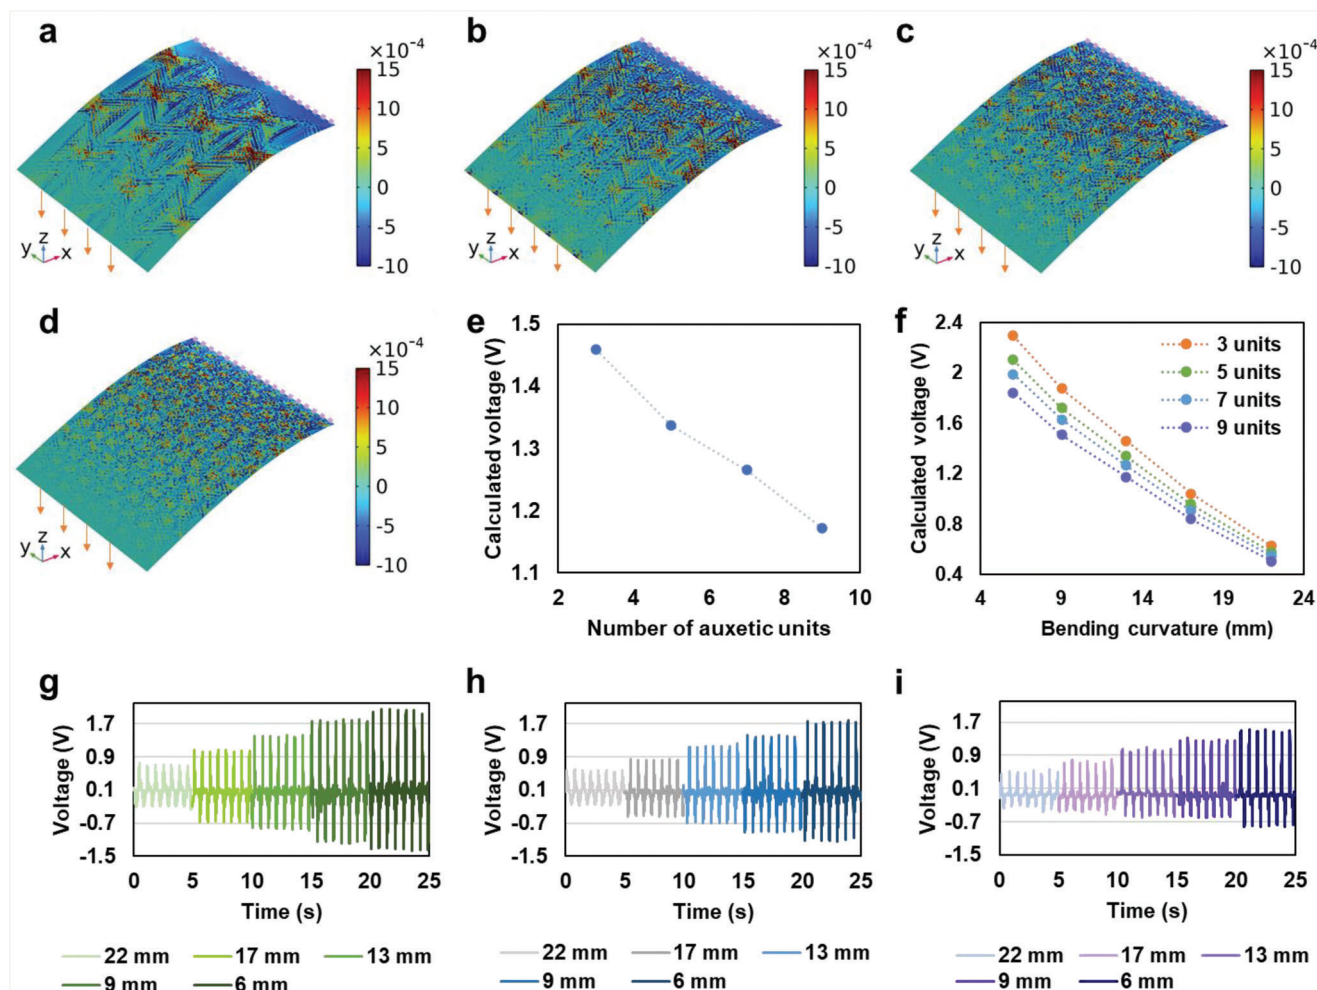 a
×10⁻⁴
15
10
5
0
-5
-10
y z x
b
×10⁻⁴
15
10
5
0
-5
-10
y z x
c
×10⁻⁴
15
10
5
0
-5
-10
y z x
d
×10⁻⁴
15
10
5
0
-5
-10
y z x
e
Calculated voltage (V)
1.5
1.4
1.3
1.2
1.1
2 4 6 8 10
Number of auxetic units
f
Calculated voltage (V)
2.4
2
1.6
1.2
0.8
0.4
4 9 14 19 24
Bending curvature (mm)
3 units
5 units
7 units
9 units
g
Voltage (V)
1.7
0.9
0.1
-0.7
-1.5
0 5 10 15 20 25
Time (s)
22 mm 17 mm 13 mm
9 mm 6 mm
h
Voltage (V)
1.7
0.9
0.1
-0.7
-1.5
0 5 10 15 20 25
Time (s)
22 mm 17 mm 13 mm
9 mm 6 mm
i
Voltage (V)
1.7
0.9
0.1
-0.7
-1.5
0 5 10 15 20 25
Time (s)
22 mm 17 mm 13 mm
9 mm 6 mm